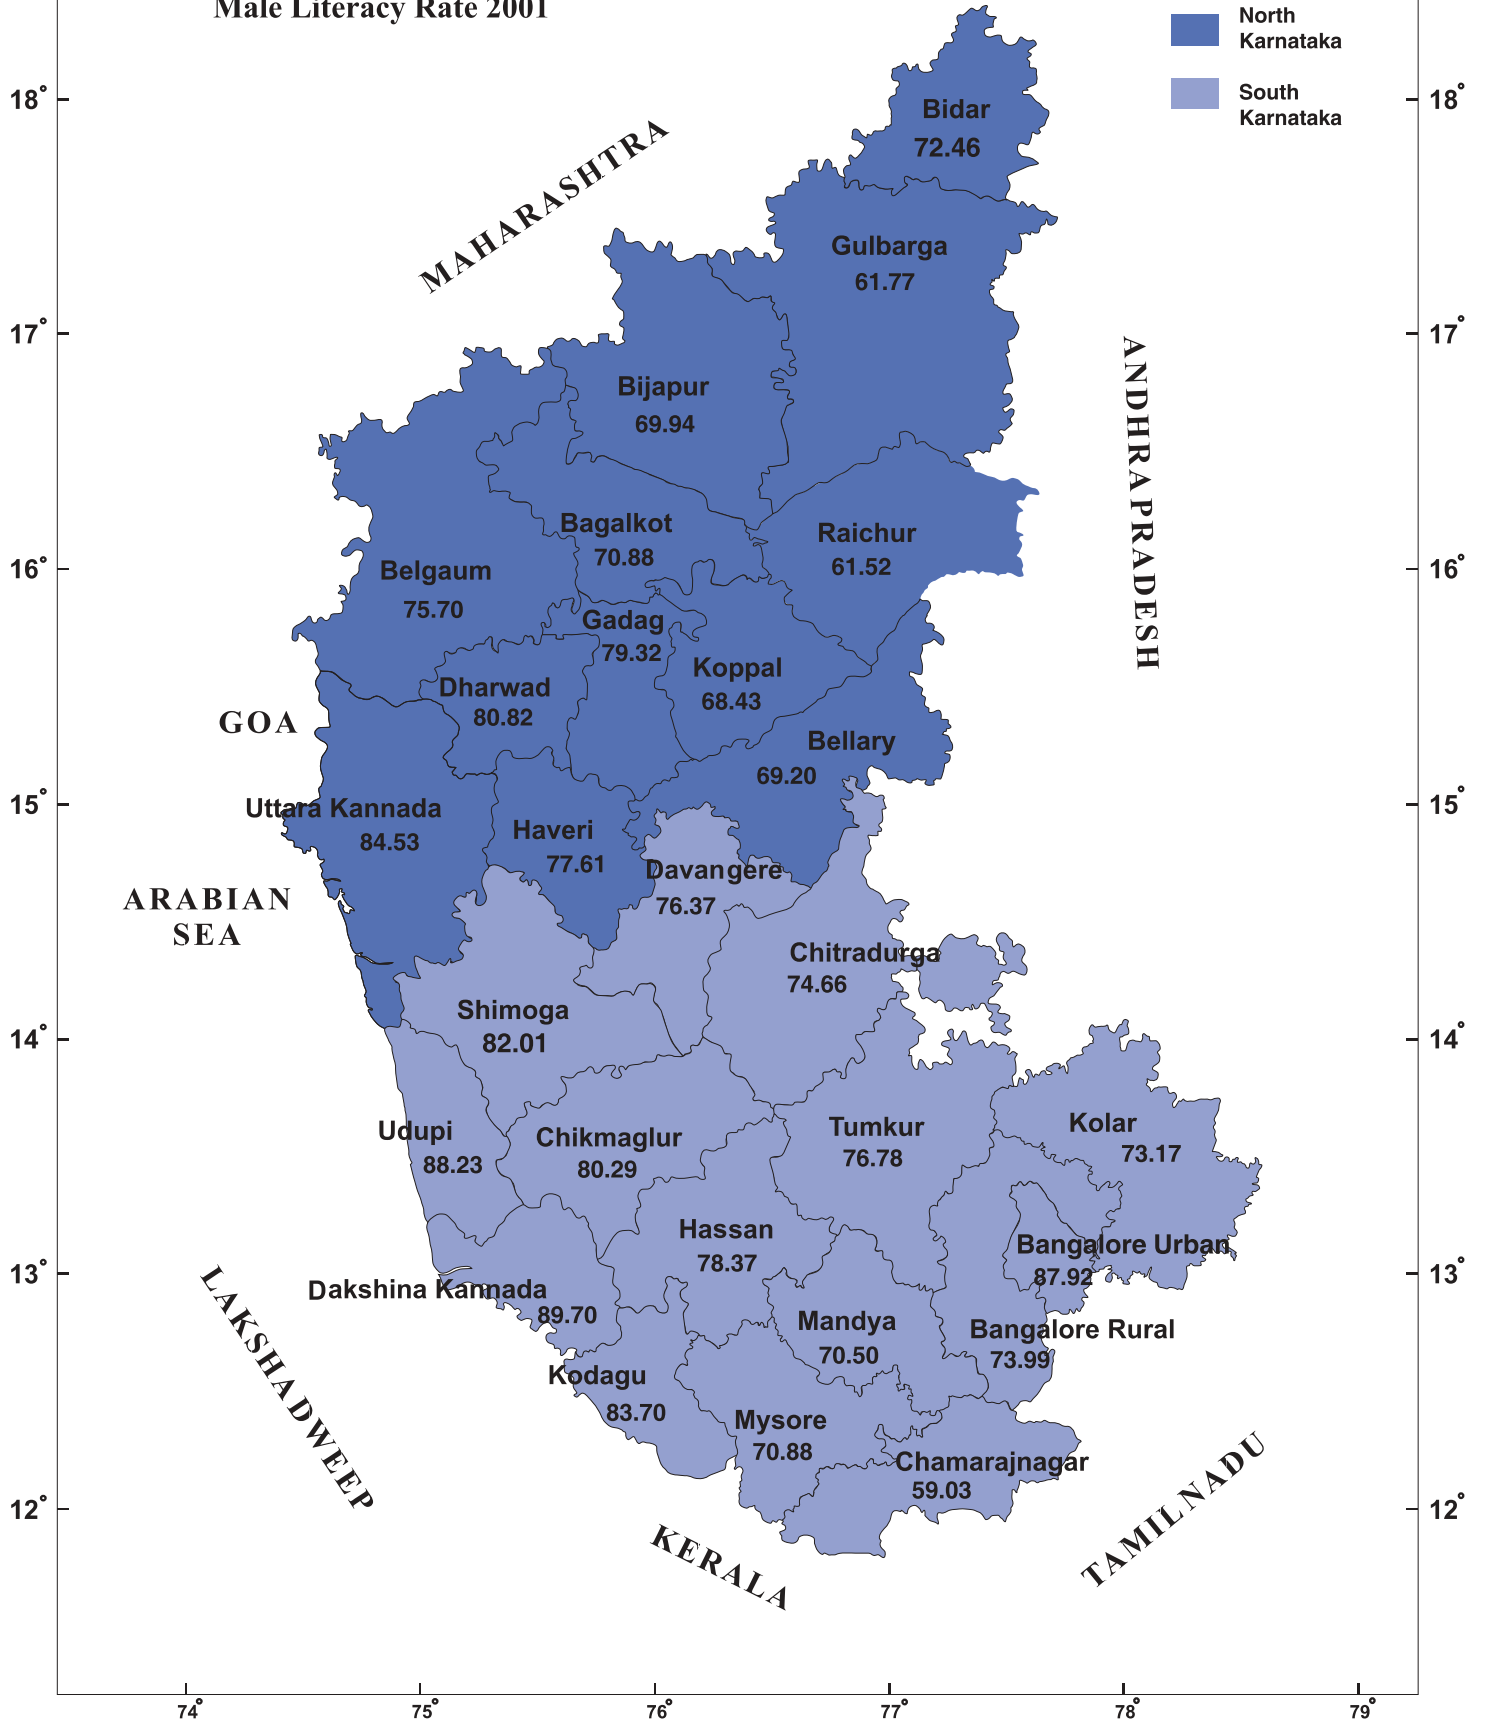 Male Literacy Rate 2001
North
Karnataka
South
Karnataka
18°
18°
Bidar
72.46
MAHARASHTRA
Gulbarga
61.77
17°
17°
ANDHRA PRADESH
Bijapur
69.94
Bagalkot
70.88
Raichur
61.52
16°
16°
Belgaum
75.70
Gadag
79.32
Koppal
68.43
Dharwad
80.82
GOA
Bellary
69.20
15°
15°
Uttara Kannada
84.53
Haveri
77.61
Davangere
76.37
ARABIAN
SEA
Chitradurga
74.66
Shimoga
82.01
14°
14°
Udupi
88.23
Chikmaglur
80.29
Tumkur
76.78
Kolar
73.17
Hassan
78.37
Bangalore Urban
87.92
13°
13°
Dakshina Kannada
89.70
Mandya
70.50
Bangalore Rural
73.99
LAKSHADWEEP
Kodagu
83.70
Mysore
70.88
Chamarajnagar
59.03
12°
12°
KERALA
TAMILNADU
74°
75°
76°
77°
78°
79°